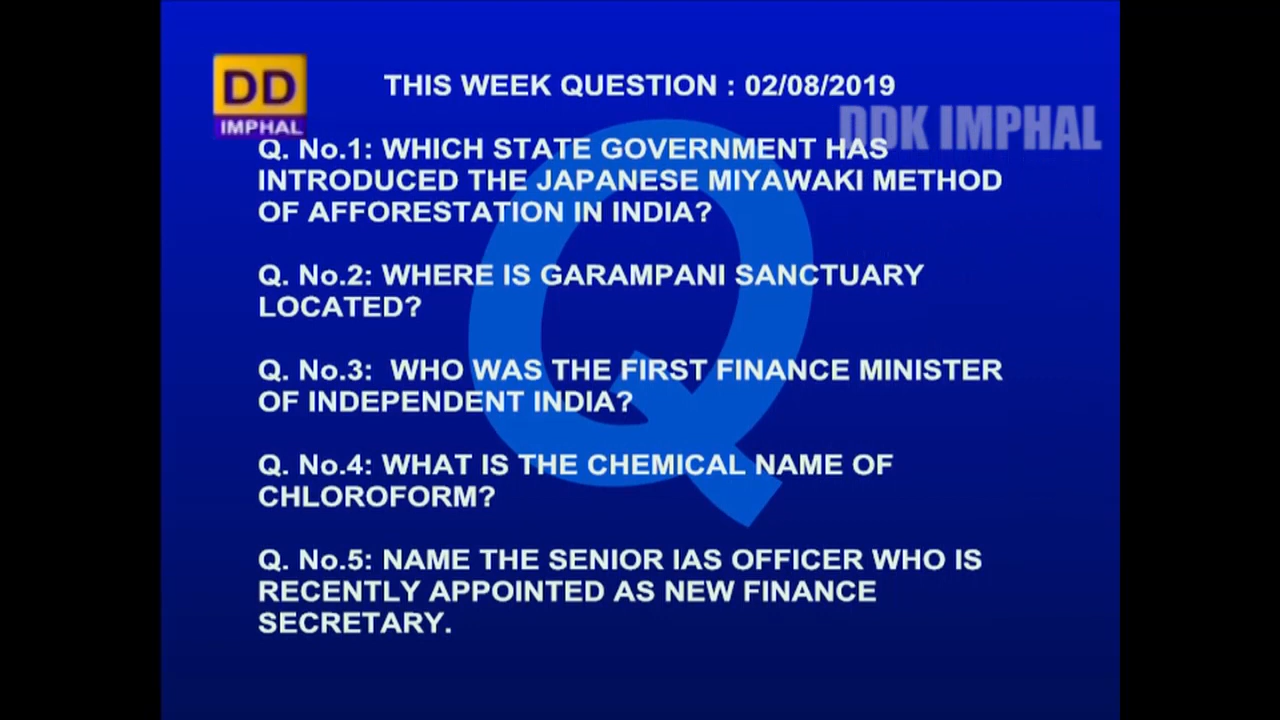 DD
IMPHAL
THIS WEEK QUESTION : 02/08/2019
DDK IMPHAL
Q. No.1: WHICH STATE GOVERNMENT HAS
INTRODUCED THE JAPANESE MIYAWAKI METHOD
OF AFFORESTATION IN INDIA?
Q. No.2: WHERE IS GARAMPANI SANCTUARY
LOCATED?
Q. No.3:  WHO WAS THE FIRST FINANCE MINISTER
OF INDEPENDENT INDIA?
Q. No.4: WHAT IS THE CHEMICAL NAME OF
CHLOROFORM?
Q. No.5: NAME THE SENIOR IAS OFFICER WHO IS
RECENTLY APPOINTED AS NEW FINANCE
SECRETARY.
Q